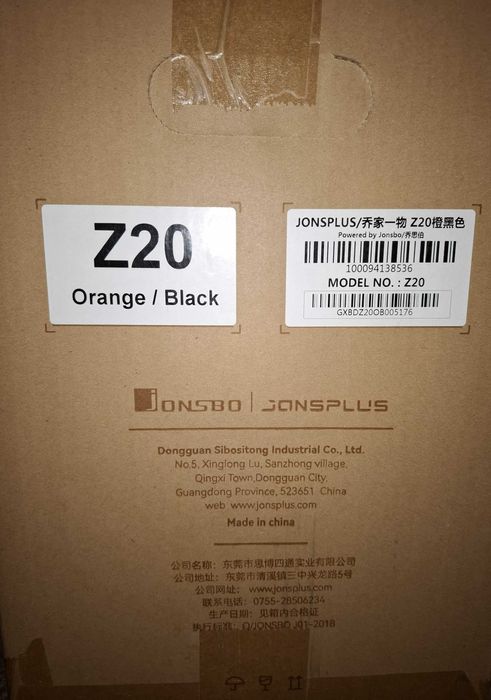 Z20
Orange / Black
JONSPLUS/乔家一物 Z20橙黑色
Powered by Jonsbo/乔思伯
100094138536
MODEL NO. : Z20
GXBDZ20OB005176
JONSBO | JONSPLUS
Dongguan Sibositong Industrial Co., Ltd.
No.5, Xinglong Lu, Sanzhong village,
Qingxi Town,Dongguan City,
Guangdong Province, 523651 China
web www.jonsplus.com
Made in china
公司名称：东莞市思博四通实业有限公司
公司地址：东莞市清溪镇三中兴龙路5号
公司网址：www.jonsplus.com
联系电话：0755-28506234
生产日期：见箱内合格证
执行标准：Q/JONSBO J01-2018